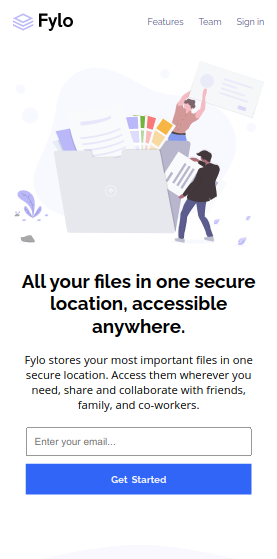 Fylo
Features Team Sign in
All your files in one secure
location, accessible
anywhere.
Fylo stores your most important files in one
secure location. Access them wherever you
need, share and collaborate with friends,
family, and co-workers.
Enter your email...
Get Started